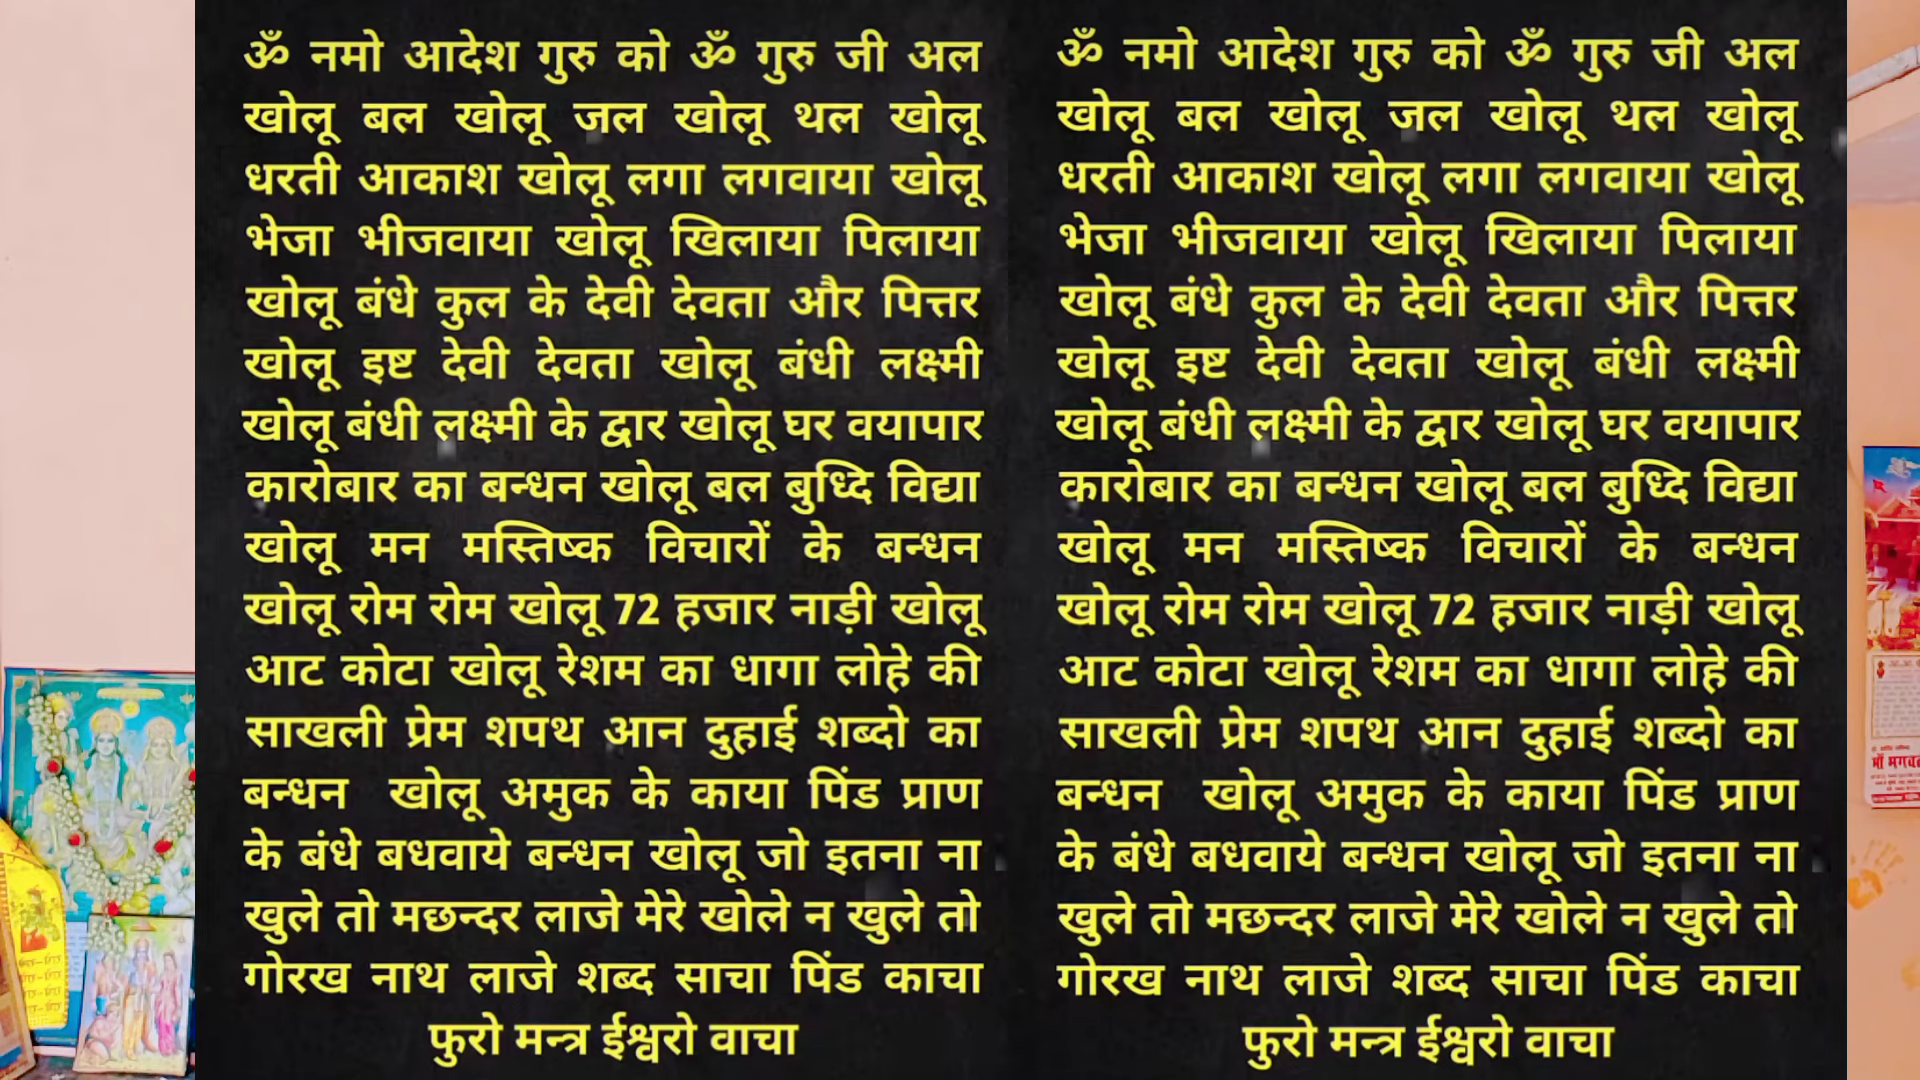 ॐ नमो आदेश गुरु को ॐ गुरु जी अल
खोलू बल खोलू जल खोलू थल खोलू
धरती आकाश खोलू लगा लगवाया खोलू
भेजा भीजवाया खोलू खिलाया पिलाया
खोलू बंधे कुल के देवी देवता और पित्तर
खोलू इष्ट देवी देवता खोलू बंधी लक्ष्मी
खोलू बंधी लक्ष्मी के द्वार खोलू घर वयापार
कारोबार का बन्धन खोलू बल बुध्दि विद्या
खोलू मन मस्तिष्क विचारों के बन्धन
खोलू रोम रोम खोलू 72 हजार नाड़ी खोलू
आट कोटा खोलू रेशम का धागा लोहे की
साखली प्रेम शपथ आन दुहाई शब्दो का
बन्धन खोलू अमुक के काया पिंड प्राण
के बंधे बधवाये बन्धन खोलू जो इतना ना
खुले तो मछन्दर लाजे मेरे खोले न खुले तो
गोरख नाथ लाजे शब्द साचा पिंड काचा
फुरो मन्त्र ईश्वरो वाचा
ॐ नमो आदेश गुरु को ॐ गुरु जी अल
खोलू बल खोलू जल खोलू थल खोलू
धरती आकाश खोलू लगा लगवाया खोलू
भेजा भीजवाया खोलू खिलाया पिलाया
खोलू बंधे कुल के देवी देवता और पित्तर
खोलू इष्ट देवी देवता खोलू बंधी लक्ष्मी
खोलू बंधी लक्ष्मी के द्वार खोलू घर वयापार
कारोबार का बन्धन खोलू बल बुध्दि विद्या
खोलू मन मस्तिष्क विचारों के बन्धन
खोलू रोम रोम खोलू 72 हजार नाड़ी खोलू
आट कोटा खोलू रेशम का धागा लोहे की
साखली प्रेम शपथ आन दुहाई शब्दो का
बन्धन खोलू अमुक के काया पिंड प्राण
के बंधे बधवाये बन्धन खोलू जो इतना ना
खुले तो मछन्दर लाजे मेरे खोले न खुले तो
गोरख नाथ लाजे शब्द साचा पिंड काचा
फुरो मन्त्र ईश्वरो वाचा
माँ